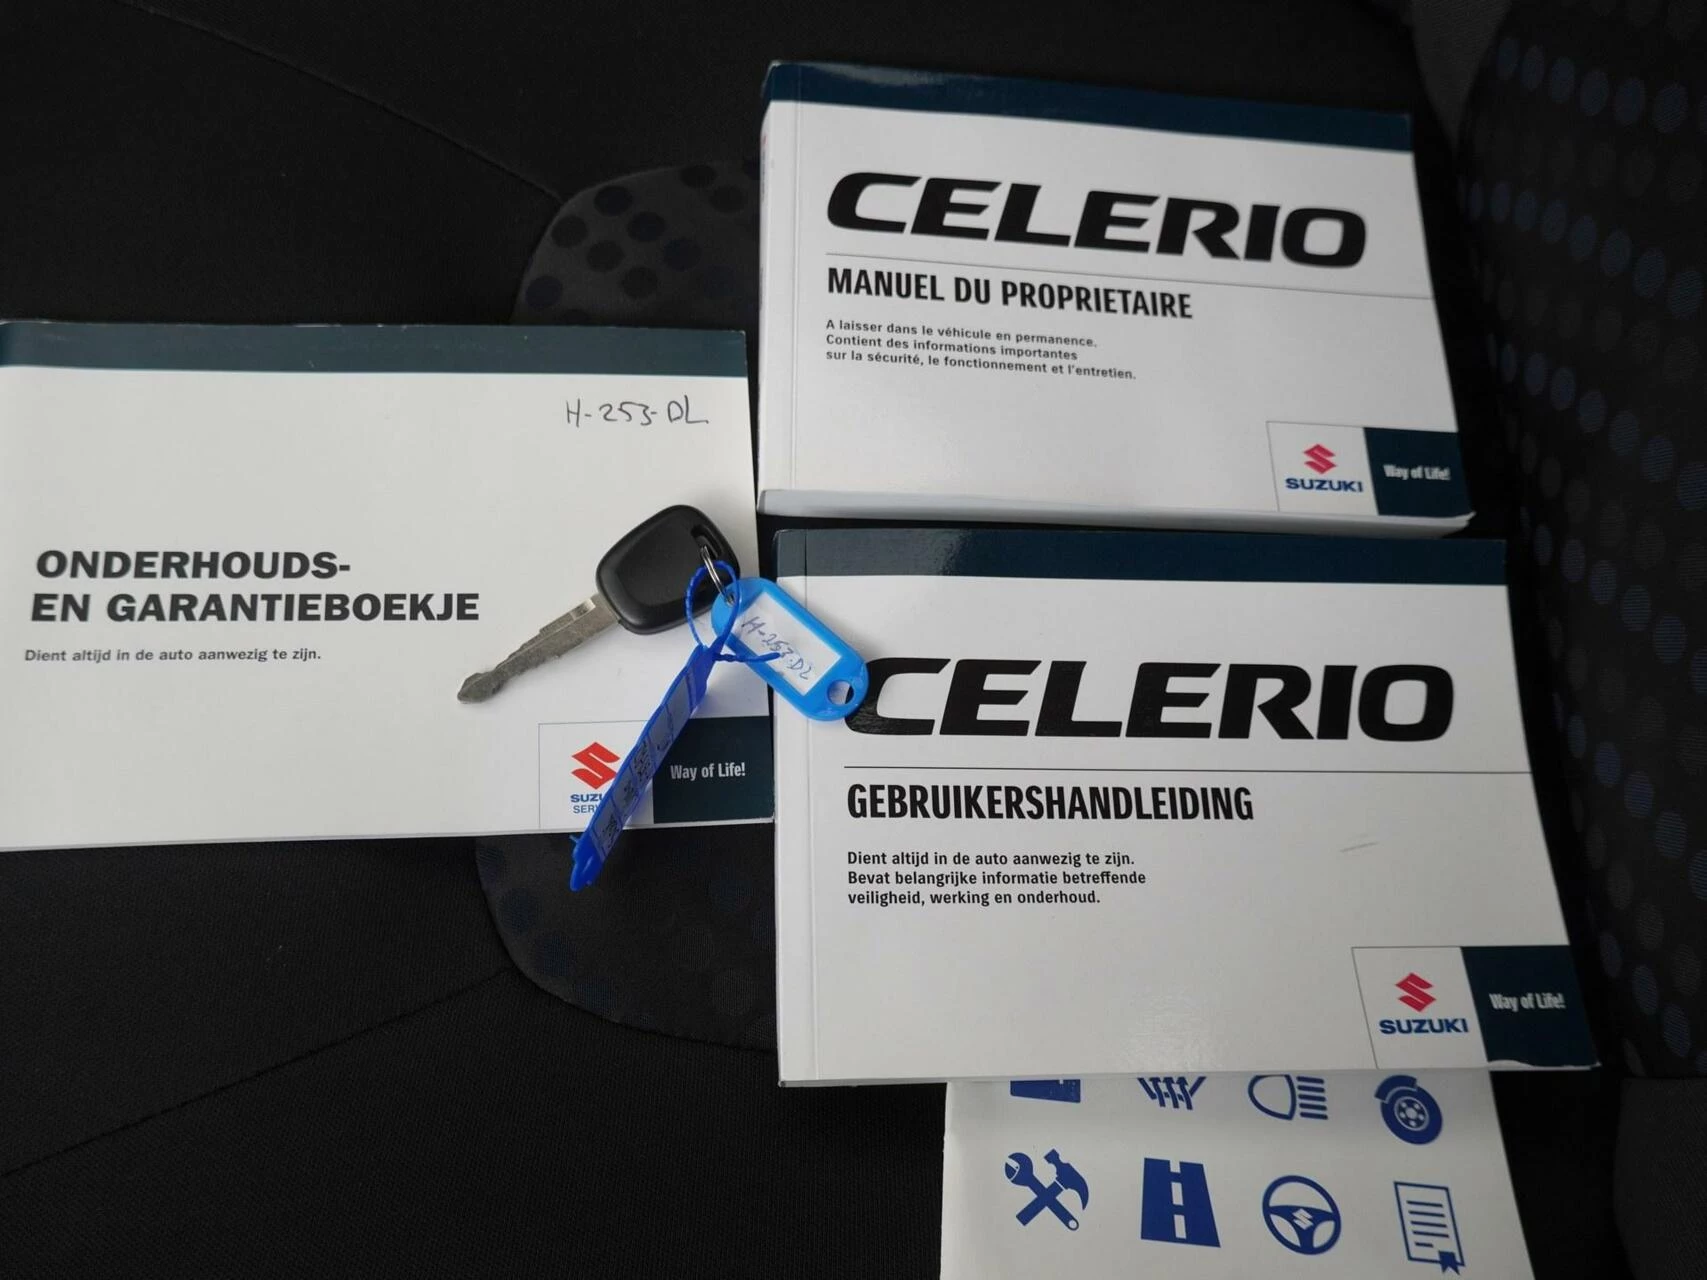 CELERIO
MANUEL DU PROPRIETAIRE
A laisser dans le véhicule en permanence.
Contient des informations importantes
sur la sécurité, le fonctionnement et l'entretien.
SUZUKI
Way of Life!
H-253-DL
ONDERHOUDS-
EN GARANTIEBOEKJE
Dient altijd in de auto aanwezig te zijn.
Way of Life!
H-253-DL
CELERIO
GEBRUIKERSHANDLEIDING
Dient altijd in de auto aanwezig te zijn.
Bevat belangrijke informatie betreffende
veiligheid, werking en onderhoud.
SUZUKI
Way of Life!